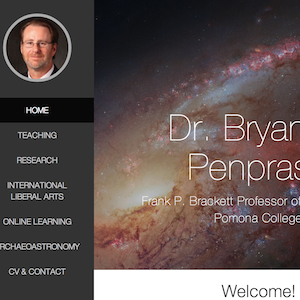 HOME
TEACHING
RESEARCH
INTERNATIONAL
LIBERAL ARTS
ONLINE LEARNING
RCHAEOASTRONOMY
CV & CONTACT
Dr. Bryan
Penpras
Frank P. Brackett Professor of
Pomona College
Welcome!